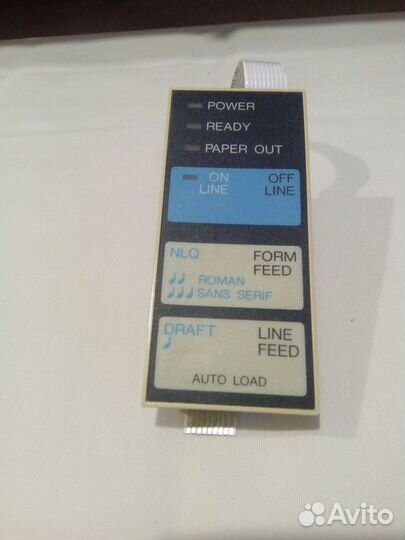 POWER
READY
PAPER OUT
ON LINE
OFF LINE
NLQ
FORM FEED
ROMAN
SANS SERIF
DRAFT
LINE FEED
AUTO LOAD
Avito